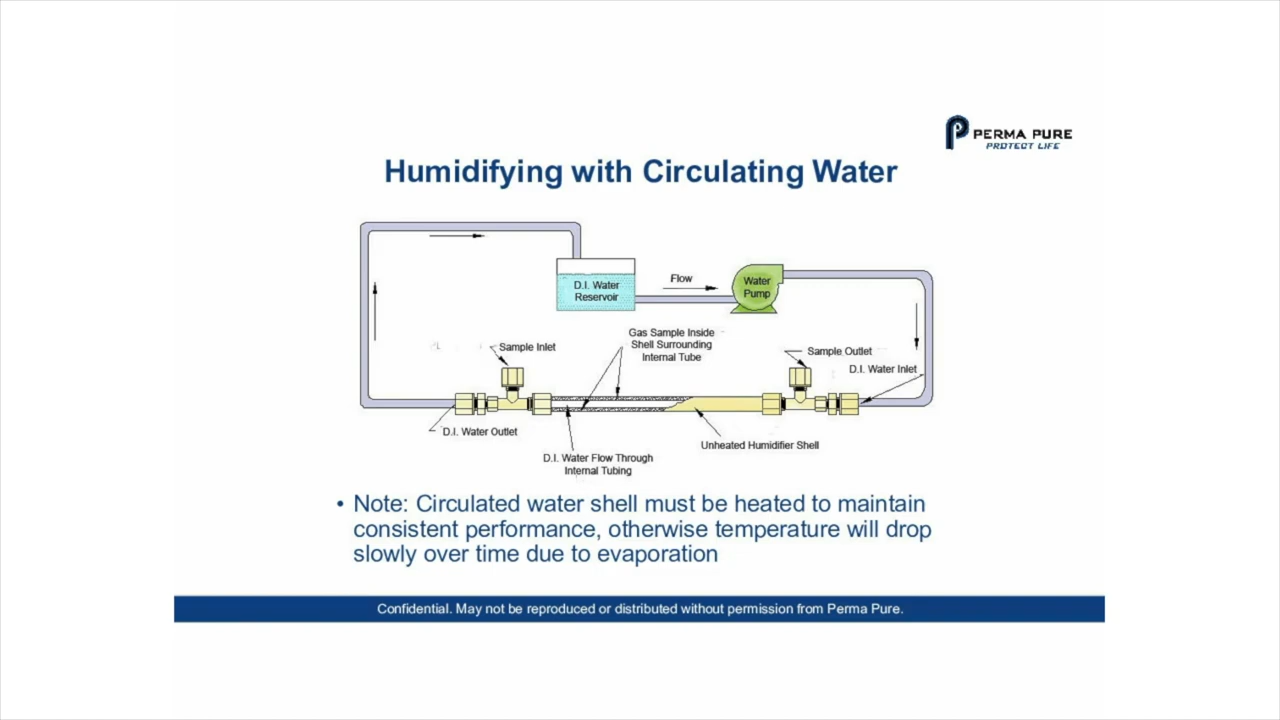 PERMA PURE
PROTECT LIFE
Humidifying with Circulating Water
D.I. Water
Reservoir
Flow
Water
Pump
Gas Sample Inside
Shell Surrounding
Internal Tube
Sample Inlet
Sample Outlet
D.I. Water Inlet
D.I. Water Outlet
Unheated Humidifier Shell
D.I. Water Flow Through
Internal Tubing
• Note: Circulated water shell must be heated to maintain
consistent performance, otherwise temperature will drop
slowly over time due to evaporation
Confidential. May not be reproduced or distributed without permission from Perma Pure.